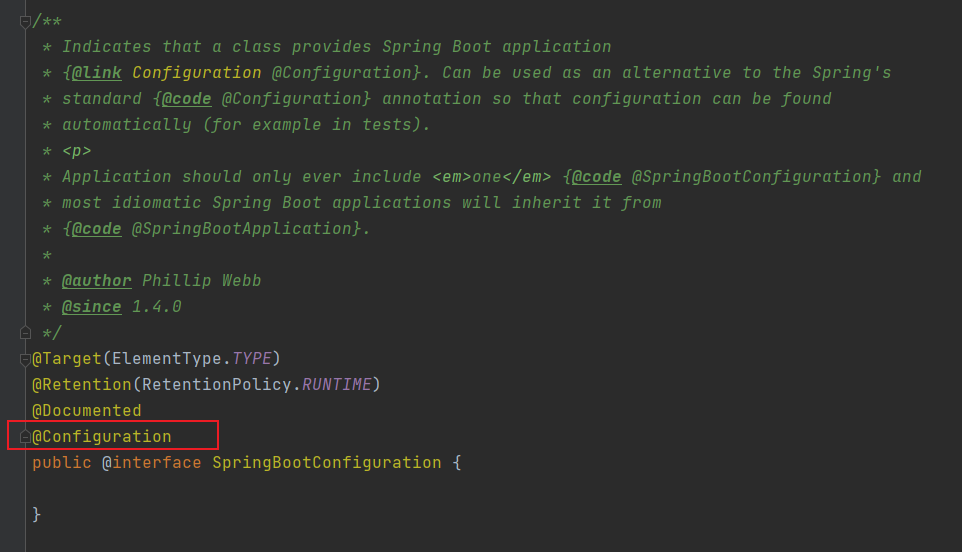 /**
* Indicates that a class provides Spring Boot application
* {@link Configuration @Configuration}. Can be used as an alternative to the Spring's
* standard {@code @Configuration} annotation so that configuration can be found
* automatically (for example in tests).
* <p>
* Application should only ever include <em>one</em> {@code @SpringBootConfiguration} and
* most idiomatic Spring Boot applications will inherit it from
* {@code @SpringBootApplication}.
*
* @author Phillip Webb
* @since 1.4.0
*/
@Target(ElementType.TYPE)
@Retention(RetentionPolicy.RUNTIME)
@Documented
@Configuration
public @interface SpringBootConfiguration {
}